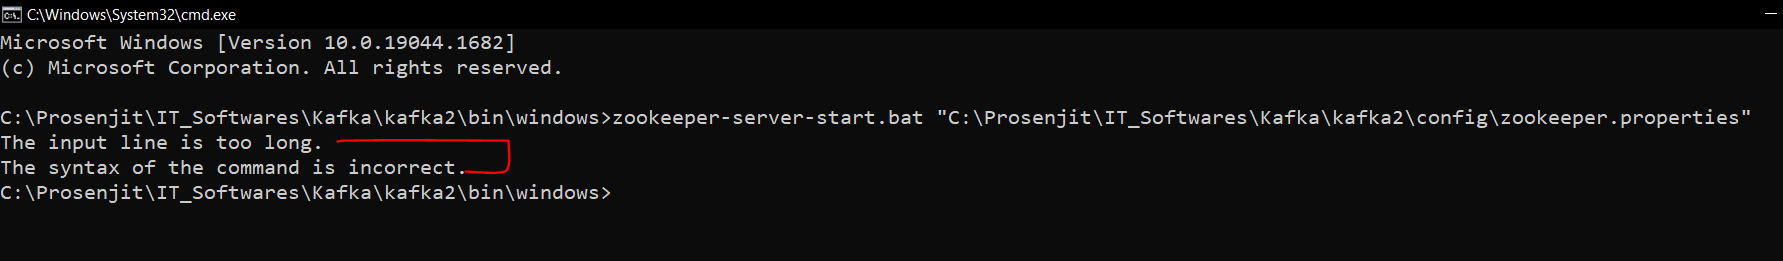 C:\Windows\System32\cmd.exe
Microsoft Windows [Version 10.0.19044.1682]
(c) Microsoft Corporation. All rights reserved.
C:\Prosenjit\IT_Softwares\Kafka\kafka2\bin\windows>zookeeper-server-start.bat "C:\Prosenjit\IT_Softwares\Kafka\kafka2\config\zookeeper.properties"
The input line is too long.
The syntax of the command is incorrect.
C:\Prosenjit\IT_Softwares\Kafka\kafka2\bin\windows>